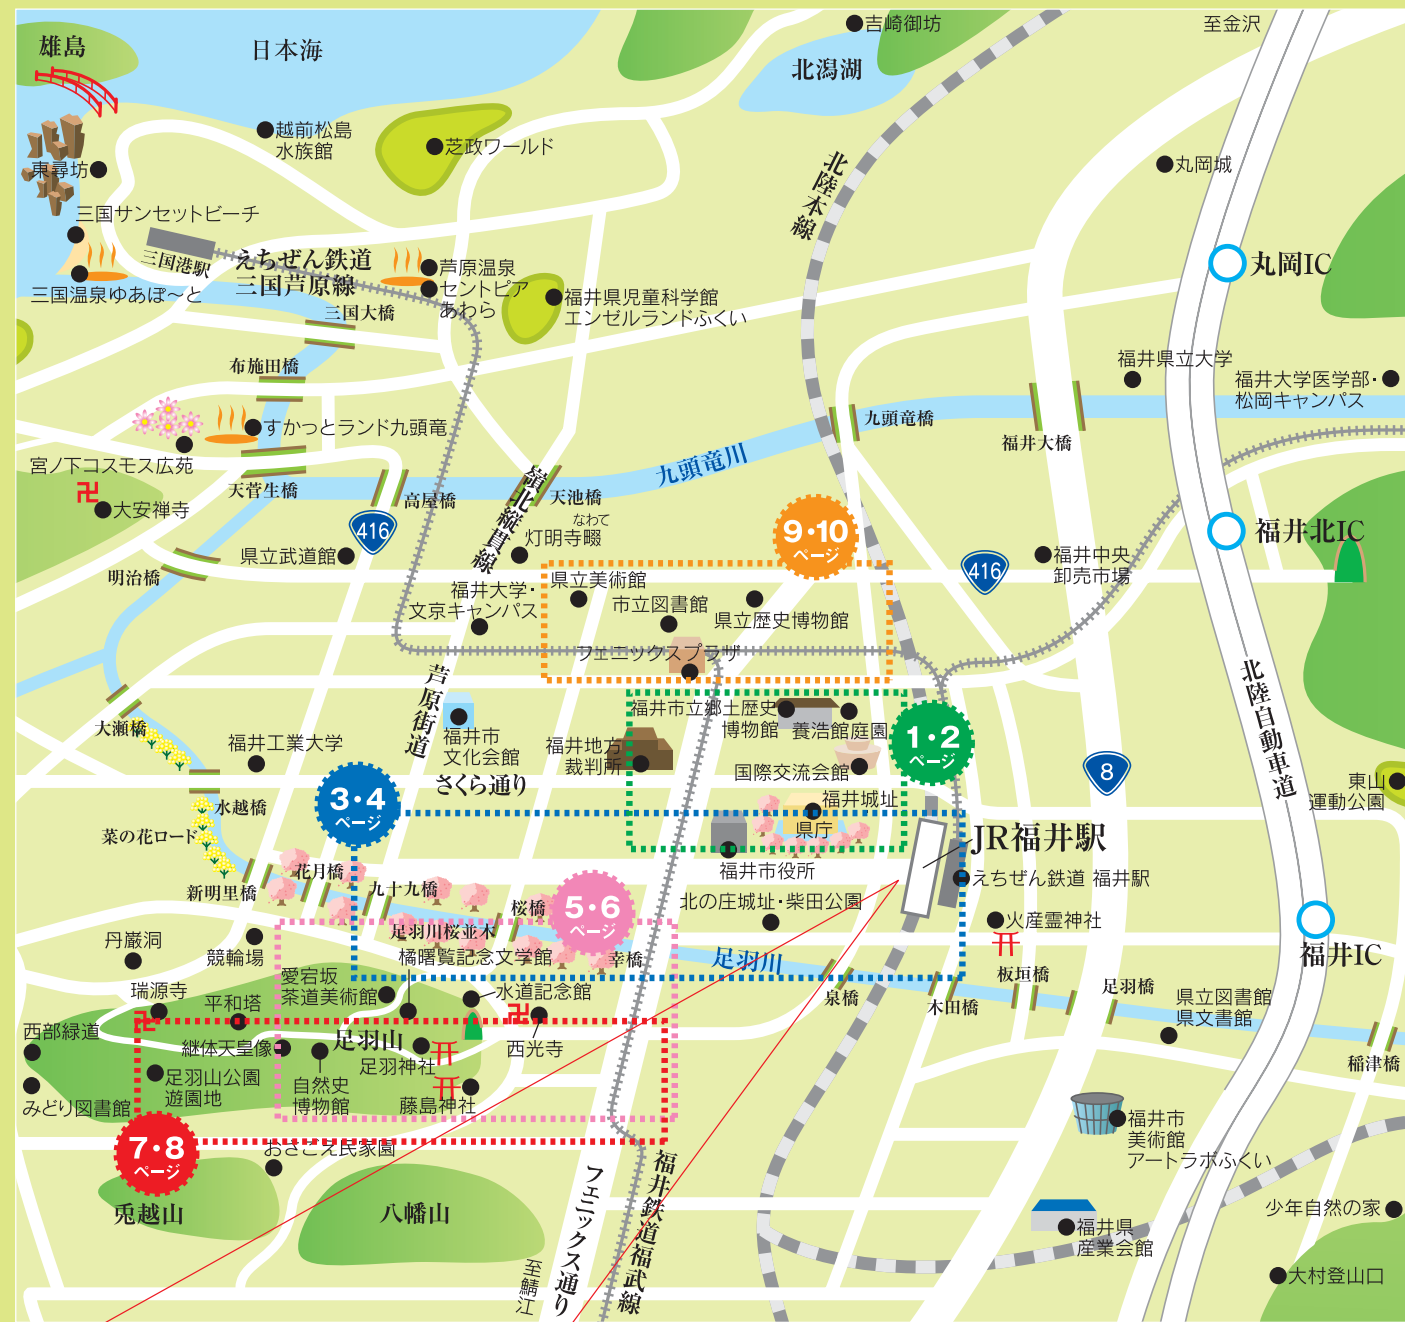 雄島
日本海
吉崎御坊
至金沢
北潟湖
越前松島
水族館
芝政ワールド
東尋坊
北陸本線
丸岡城
三国サンセットビーチ
三国港駅
えちぜん鉄道
三国芦原線
芦原温泉
セントピア
あわら
丸岡IC
三国温泉ゆあぽ〜と
三国大橋
福井県児童科学館
エンゼルランドふくい
布施田橋
福井県立大学
福井大学医学部・
松岡キャンパス
すかっとランド九頭竜
九頭竜橋
福井大橋
宮ノ下コスモス広苑
九頭竜川
天菅生橋
高屋橋
嶺北縦貫線
天池橋
大安禅寺
なわて
灯明寺畷
416
9・10
ページ
福井北IC
県立武道館
416
福井中央
卸売市場
明治橋
福井大学・
文京キャンパス
県立美術館
市立図書館
県立歴史博物館
フェニックスプラザ
芦原街道
北陸自動車道
大瀬橋
福井工業大学
福井市
文化会館
福井市立郷土歴史
博物館
養浩館庭園
1・2
ページ
福井地方
裁判所
国際交流会館
さくら通り
8
東山
運動公園
3・4
ページ
水越橋
福井城址
県庁
菜の花ロード
JR福井駅
福井市役所
えちぜん鉄道 福井駅
新明里橋
花月橋
九十九橋
桜橋
5・6
ページ
北の庄城址・柴田公園
火産霊神社
足羽川桜並木
丹巌洞
競輪場
橘曙覧記念文学館
幸橋
足羽川
福井IC
愛宕坂
茶道美術館
水道記念館
泉橋
木田橋
板垣橋
足羽橋
瑞源寺
平和塔
県立図書館
県文書館
西部緑道
継体天皇像
足羽山
足羽神社
西光寺
稲津橋
足羽山公園
遊園地
自然史
博物館
藤島神社
みどり図書館
7・8
ページ
おさごえ民家園
福井市
美術館
アートラボふくい
兎越山
八幡山
フェニックス通り
福井鉄道福武線
至鯖江
福井県
産業会館
少年自然の家
大村登山口